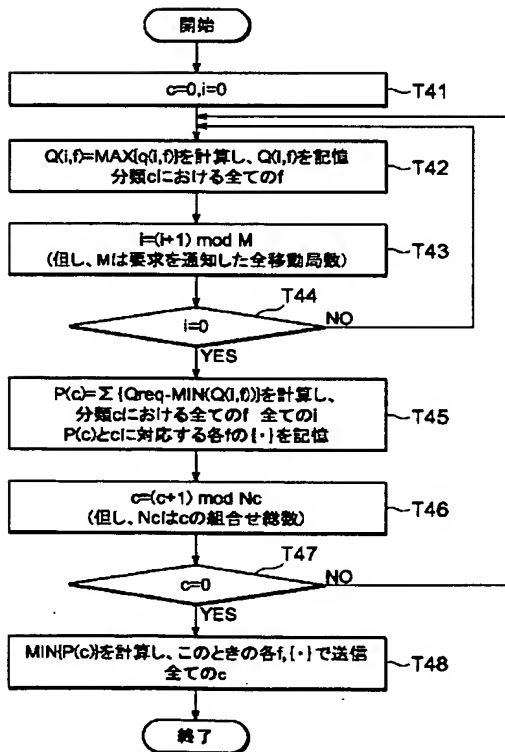 開始
c=0,i=0
T41
Q(i,f)=MAX{q(i,f)}を計算し、Q(i,f)を記憶
分類cにおける全てのf
T42
i=(i+1) mod M
(但し、Mは要求を通知した全移動局数)
T43
T44
i=0
NO
YES
P(c)=Σ{Qreq-MIN(Q(i,f))}を計算し、
分類cにおける全てのf 全てのi
P(c)とcに対応する各fの{・}を記憶
T45
c=(c+1) mod Nc
(但し、Ncはcの組合せ総数)
T46
T47
c=0
NO
YES
MIN{P(c)}を計算し、このときの各f,{・}で送信
全てのc
T48
終了